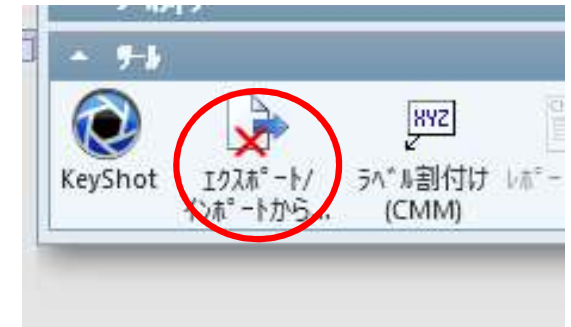 ﾂｰﾙ
XYZ
KeyShot
ｴｸｽﾎﾟｰﾄ/
ｲﾝﾎﾟｰﾄから...
ﾗﾍﾞﾙ割付け
(CMM)
ﾚﾎﾟｰ